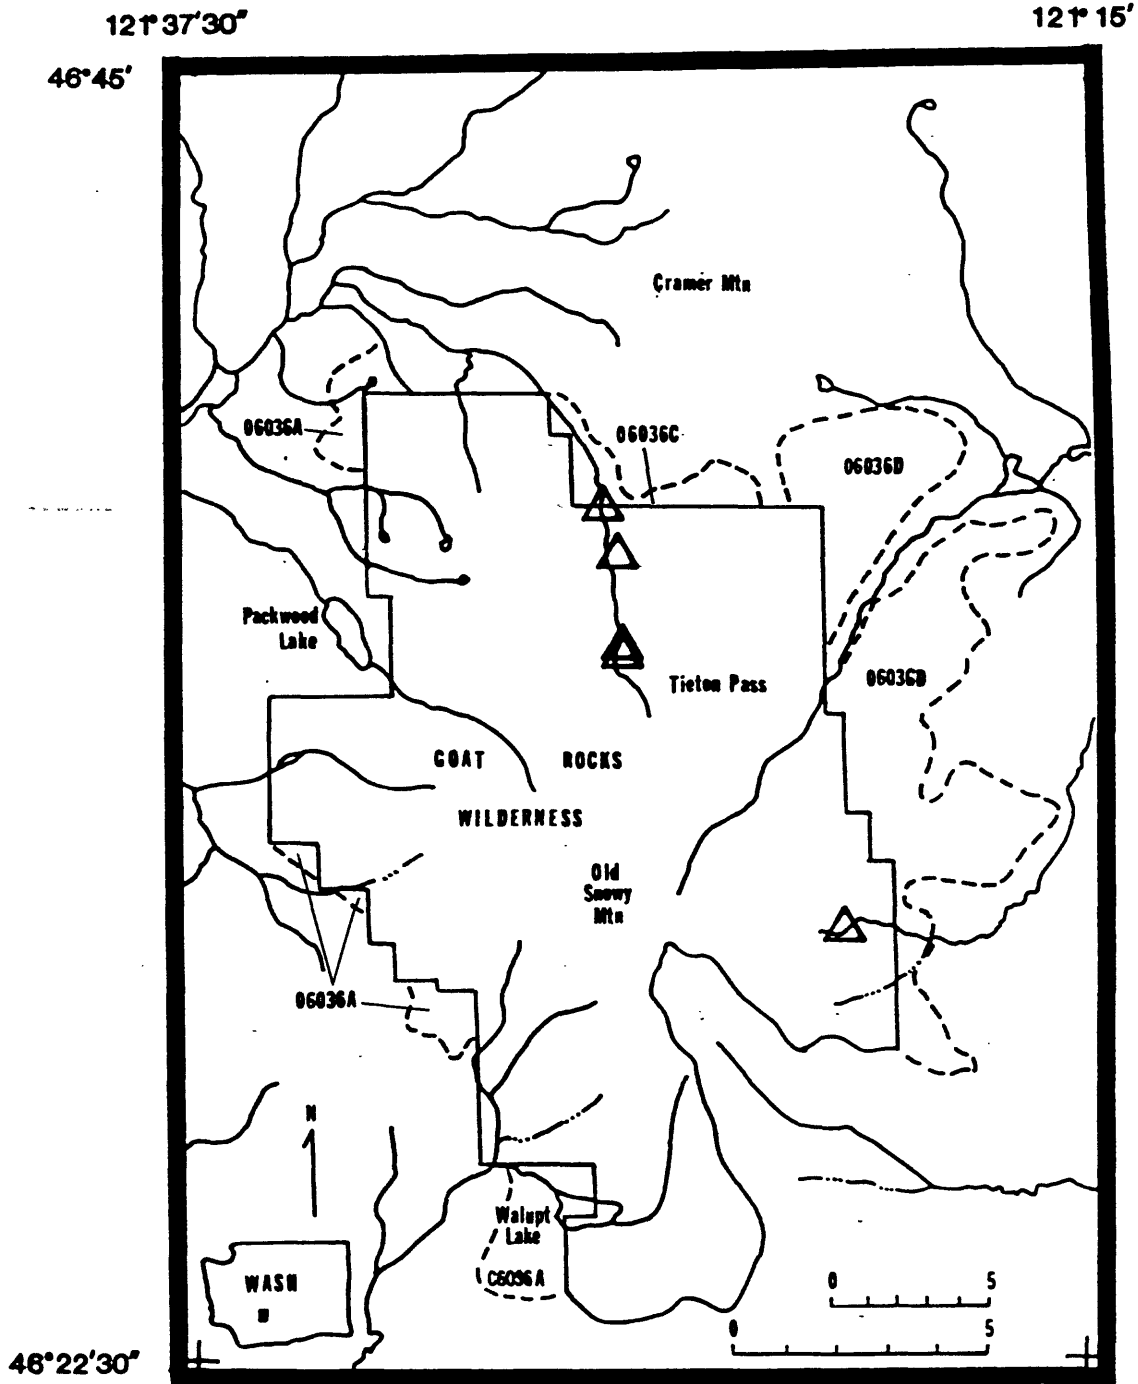 121°37'30"
121°15'
46°45'
Cramer Mtn
06036A
06036C
06036D
Packwood
Lake
Tieton Pass
06036D
GOAT ROCKS
WILDERNESS
Old
Snowy
Mtn
06036A
N
Walupt
Lake
C6036A
WASH
0 5
0 5
46°22'30"